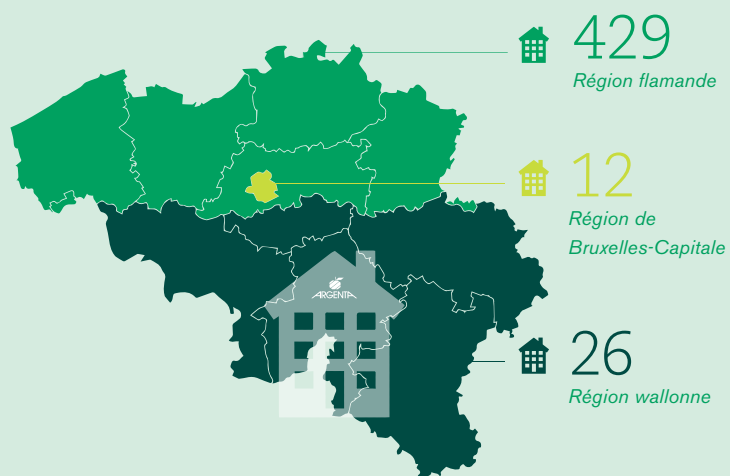 429
Région flamande
12
Région de
Bruxelles-Capitale
ARGENTA
26
Région wallonne